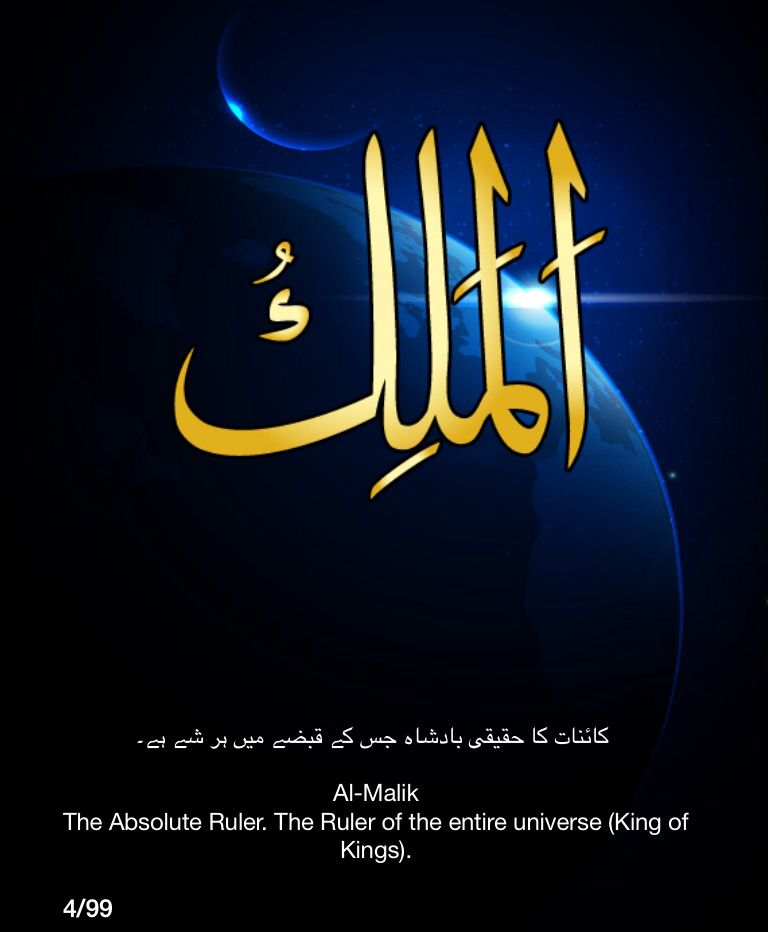 الْمَلِكُ
کائنات کا حقیقی بادشاہ جس کے قبضے میں ہر شے ہے۔
Al-Malik
The Absolute Ruler. The Ruler of the entire universe (King of
Kings).
4/99